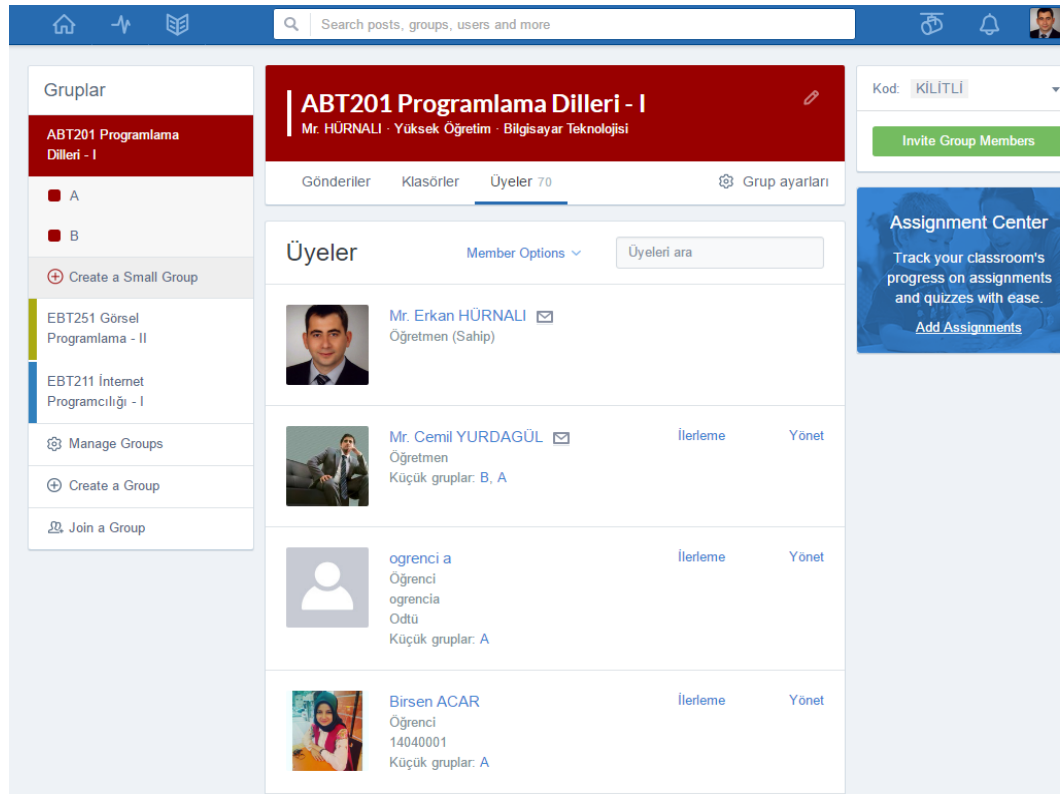 Search posts, groups, users and more
Gruplar
ABT201 Programlama
Dilleri - I
A
B
Create a Small Group
EBT251 Görsel
Programlama - II
EBT211 İnternet
Programcılığı - I
Manage Groups
Create a Group
Join a Group
ABT201 Programlama Dilleri - I
Mr. HÜRNALI · Yüksek Öğretim · Bilgisayar Teknolojisi
Gönderiler Klasörler Üyeler 70 Grup ayarları
Üyeler Member Options Üyeleri ara
Mr. Erkan HÜRNALI
Öğretmen (Sahip)
Mr. Cemil YURDAGÜL İlerleme Yönet
Öğretmen
Küçük gruplar: B, A
ogrenci a İlerleme Yönet
Öğrenci
ogrencia
Odtü
Küçük gruplar: A
Birsen ACAR İlerleme Yönet
Öğrenci
14040001
Küçük gruplar: A
Kod: KİLİTLİ
Invite Group Members
Assignment Center
Track your classroom's
progress on assignments
and quizzes with ease.
Add Assignments